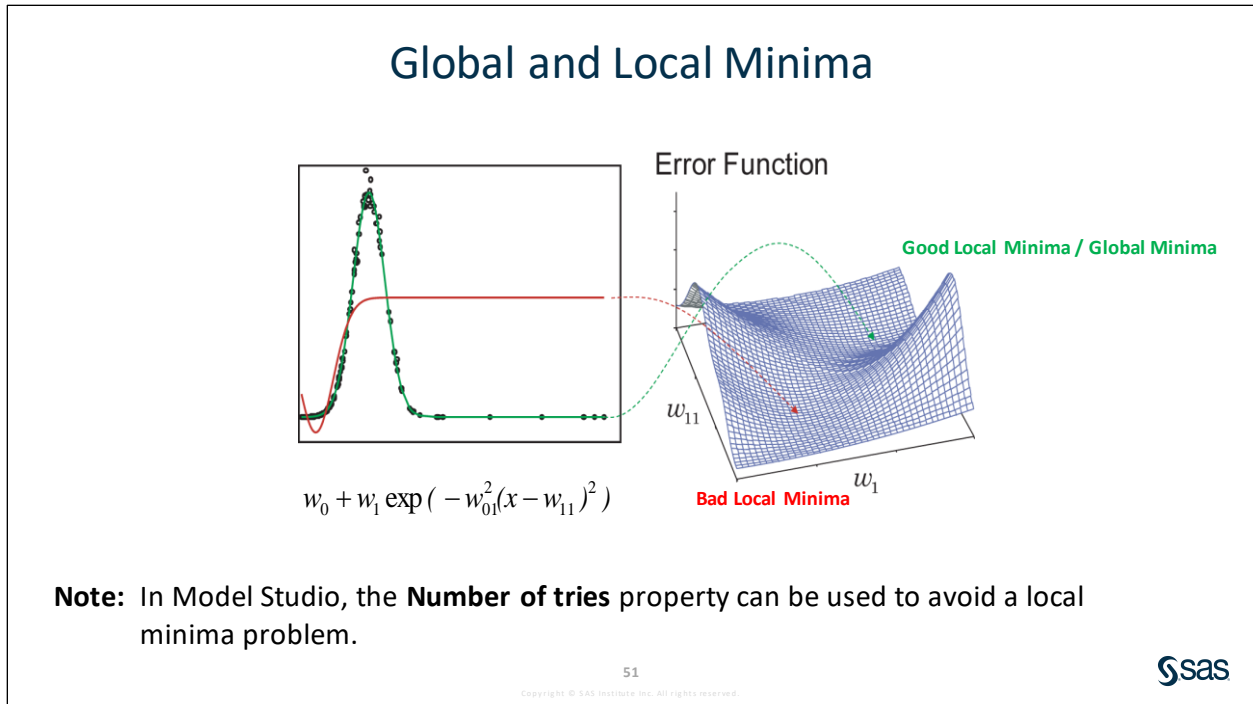 Global and Local Minima
Error Function
Good Local Minima / Global Minima
w₁₁
w₁
Bad Local Minima
w₀ + w₁ exp ( −w₀₁²(x − w₁₁ )² )
Note: In Model Studio, the Number of tries property can be used to avoid a local
minima problem.
51
Copyright © SAS Institute Inc. All rights reserved.
sas